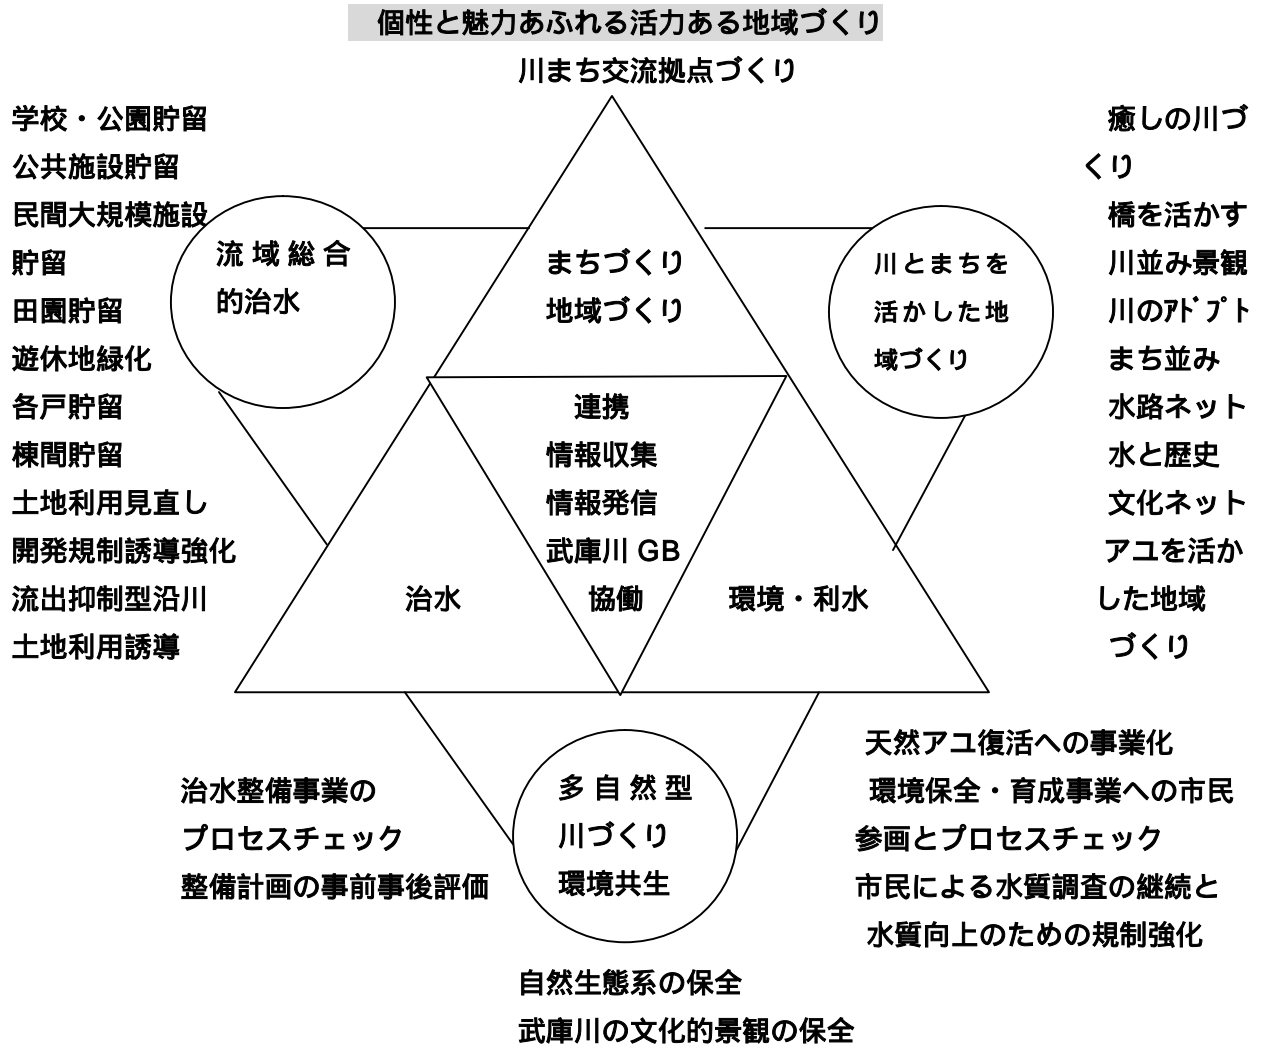 個性と魅力あふれる活力ある地域づくり
川まち交流拠点づくり
学校・公園貯留
公共施設貯留
民間大規模施設
貯留
田園貯留
遊休地緑化
各戸貯留
棟間貯留
土地利用見直し
開発規制誘導強化
流出抑制型沿川
土地利用誘導
流域総合
的治水
まちづくり
地域づくり
川とまちを
活かした地
域づくり
癒しの川づ
くり
橋を活かす
川並み景観
川のｱﾄﾞﾌﾟﾄ
まち並み
水路ネット
水と歴史
文化ネット
アユを活か
した地域
づくり
連携
情報収集
情報発信
武庫川 GB
協働
治水
環境・利水
治水整備事業の
プロセスチェック
整備計画の事前事後評価
多自然型
川づくり
環境共生
天然アユ復活への事業化
環境保全・育成事業への市民
参画とプロセスチェック
市民による水質調査の継続と
水質向上のための規制強化
自然生態系の保全
武庫川の文化的景観の保全